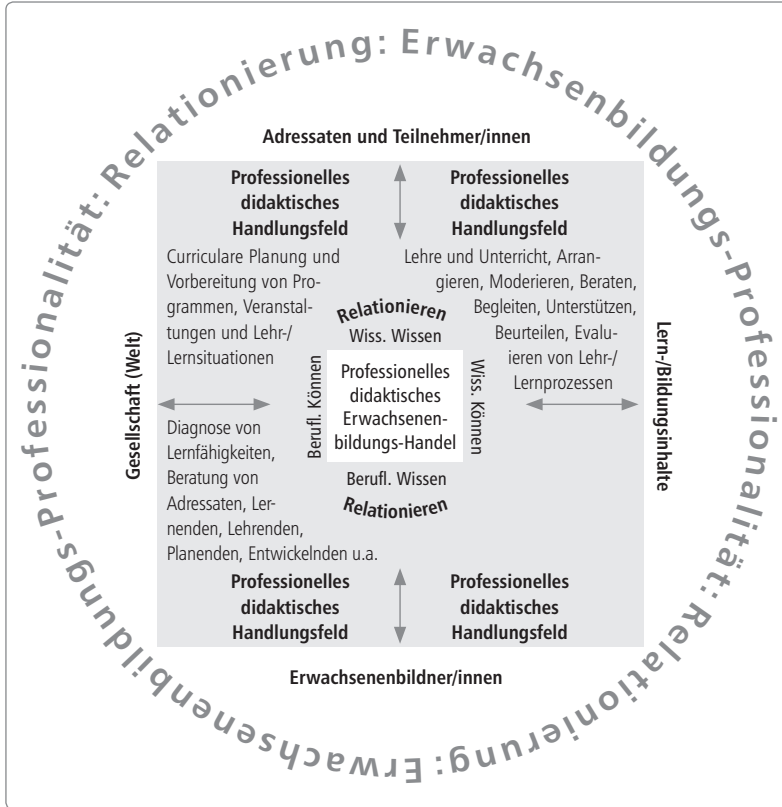 Erwachsenenbildungs-Professionalität: Relationierung: Erwachsenenbildungs-Professionalität: Relationierung:
Adressaten und Teilnehmer/innen
Professionelles
didaktisches
Handlungsfeld
Curriculare Planung und
Vorbereitung von Pro-
grammen, Veranstal-
tungen und Lehr-/
Lernsituationen
Professionelles
didaktisches
Handlungsfeld
Lehre und Unterricht, Arran-
gieren, Moderieren, Beraten,
Begleiten, Unterstützen,
Beurteilen, Evalu-
ieren von Lehr-/
Lernprozessen
Gesellschaft (Welt)
Relationieren
Wiss. Wissen
Berufl. Können
Professionelles
didaktisches
Erwachsenen-
bildungs-Handel
Wiss. Können
Berufl. Wissen
Relationieren
Lern-/Bildungsinhalte
Diagnose von
Lernfähigkeiten,
Beratung von
Adressaten, Ler-
nenden, Lehrenden,
Planenden, Entwickelnden u.a.
Professionelles
didaktisches
Handlungsfeld
Professionelles
didaktisches
Handlungsfeld
Erwachsenenbildner/innen